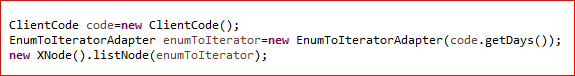 ClientCode code=new ClientCode();
EnumToIteratorAdapter enumToIterator=new EnumToIteratorAdapter(code.getDays());
new XNode().listNode(enumToIterator);